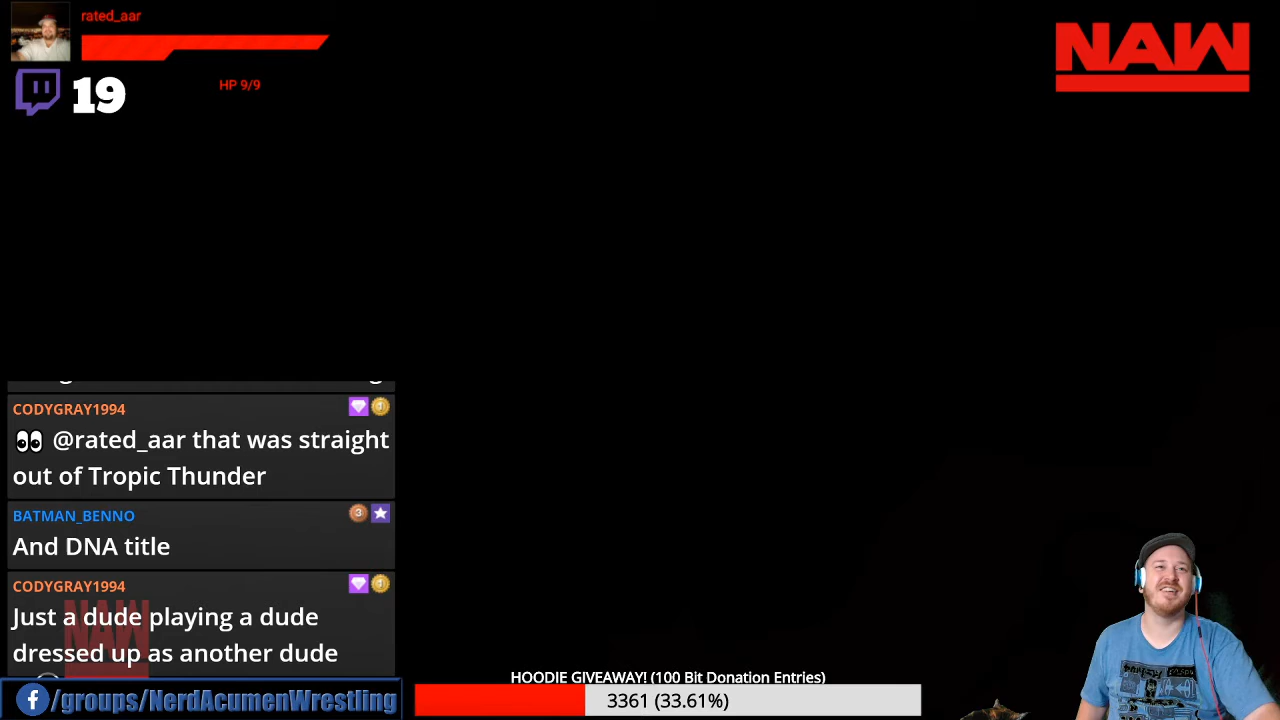 rated_aar
HP 9/9
19
NAW
CODYGRAY1994
@rated_aar that was straight
out of Tropic Thunder
BATMAN_BENNO
3
And DNA title
CODYGRAY1994
Just a dude playing a dude
dressed up as another dude
NAW
/groups/NerdAcumenWrestling
HOODIE GIVEAWAY! (100 Bit Donation Entries)
3361 (33.61%)